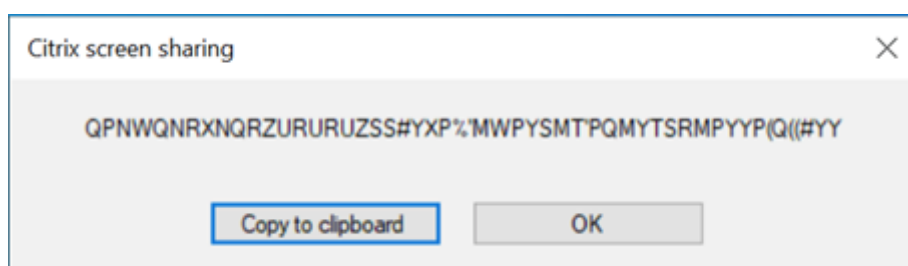 Citrix screen sharing
QPNWQNRXNQRZURURUZSS#YXP%'MWPYSMT'PQMYTSRMPYYP(Q((#YY
Copy to clipboard
OK